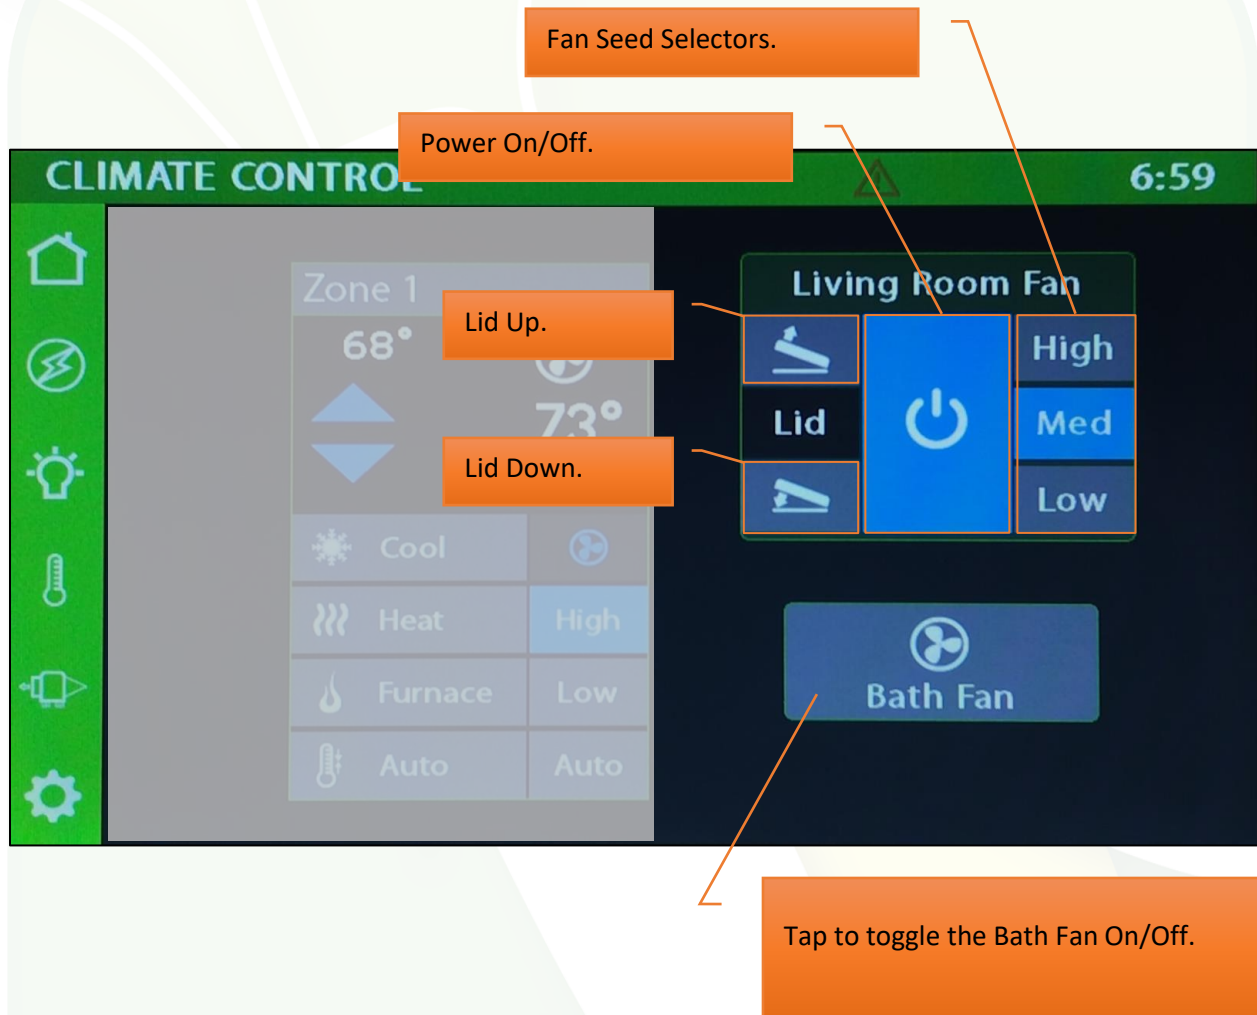 Fan Seed Selectors.
Power On/Off.
CLIMATE CONTROL
6:59
Zone 1
68°
73°
Cool
Heat
High
Furnace
Low
Auto
Auto
Lid Up.
Lid Down.
Living Room Fan
High
Lid
Med
Low
Bath Fan
Tap to toggle the Bath Fan On/Off.